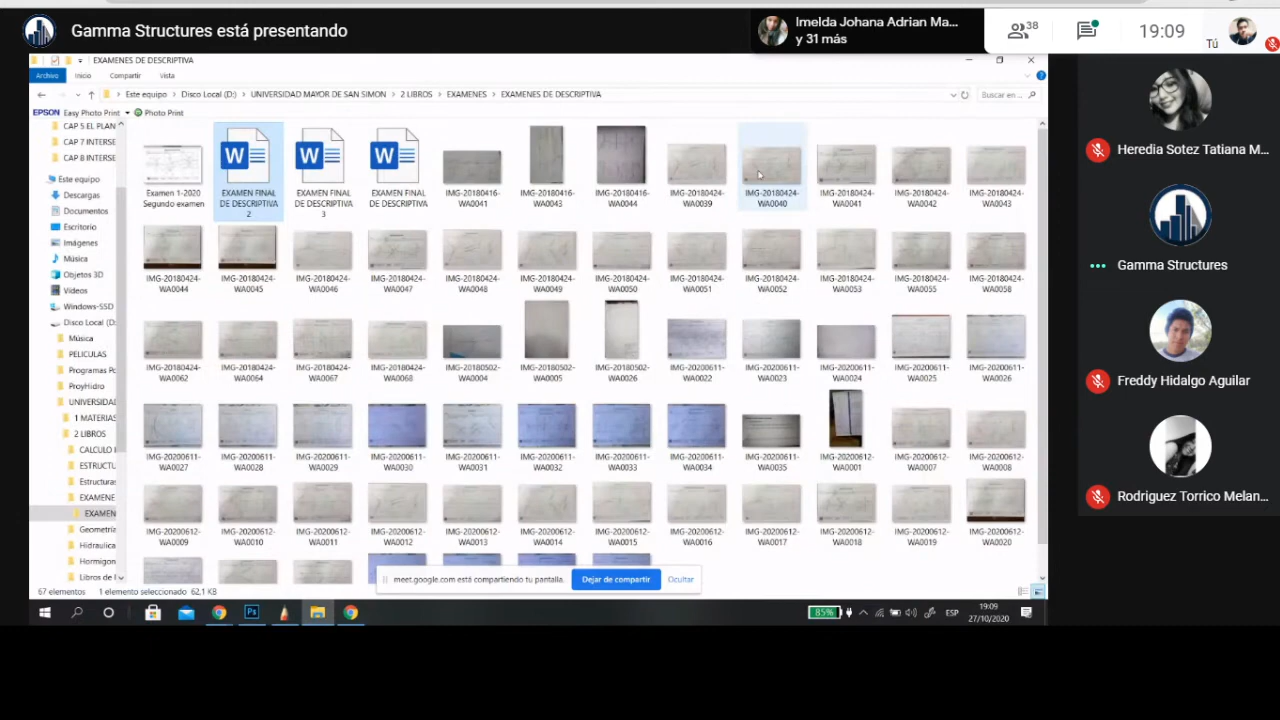 Gamma Structures está presentando
Imelda Johana Adrian Ma...
y 31 más
38
19:09
Tú
EXAMENES DE DESCRIPTIVA
Archivo Inicio Compartir Vista
Este equipo > Disco Local (D:) > UNIVERSIDAD MAYOR DE SAN SIMON > 2 LIBROS > EXAMENES > EXAMENES DE DESCRIPTIVA
Buscar en ...
EPSON Easy Photo Print Photo Print
CAP 5 EL PLAN
CAP 7 INTERSE
CAP 8 INTERSE
Este equipo
Descargas
Documentos
Escritorio
Imágenes
Música
Objetos 3D
Vídeos
Windows-SSD
Disco Local (D:
Música
PELICULAS
Programas Po
ProyHidro
UNIVERSIDAD
1 MATERIAS
2 LIBROS
CALCULO
ESTRUCTU
Estructuras
EXAMENE
EXAMEN
Geometría
Hidraulica
Hormigon
Libros de
Examen 1-2020 Segundo examen
EXAMEN FINAL DE DESCRIPTIVA 2
EXAMEN FINAL DE DESCRIPTIVA 3
EXAMEN FINAL DE DESCRIPTIVA
IMG-20180416-WA0041
IMG-20180416-WA0043
IMG-20180416-WA0044
IMG-20180424-WA0039
IMG-20180424-WA0040
IMG-20180424-WA0041
IMG-20180424-WA0042
IMG-20180424-WA0043
IMG-20180424-WA0044
IMG-20180424-WA0045
IMG-20180424-WA0046
IMG-20180424-WA0047
IMG-20180424-WA0048
IMG-20180424-WA0049
IMG-20180424-WA0050
IMG-20180424-WA0051
IMG-20180424-WA0052
IMG-20180424-WA0053
IMG-20180424-WA0055
IMG-20180424-WA0058
IMG-20180424-WA0062
IMG-20180424-WA0064
IMG-20180424-WA0067
IMG-20180424-WA0068
IMG-20180502-WA0004
IMG-20180502-WA0005
IMG-20180502-WA0026
IMG-20200611-WA0022
IMG-20200611-WA0023
IMG-20200611-WA0024
IMG-20200611-WA0025
IMG-20200611-WA0026
IMG-20200611-WA0027
IMG-20200611-WA0028
IMG-20200611-WA0029
IMG-20200611-WA0030
IMG-20200611-WA0031
IMG-20200611-WA0032
IMG-20200611-WA0033
IMG-20200611-WA0034
IMG-20200611-WA0035
IMG-20200612-WA0001
IMG-20200612-WA0007
IMG-20200612-WA0008
IMG-20200612-WA0009
IMG-20200612-WA0010
IMG-20200612-WA0011
IMG-20200612-WA0012
IMG-20200612-WA0013
IMG-20200612-WA0014
IMG-20200612-WA0015
IMG-20200612-WA0016
IMG-20200612-WA0017
IMG-20200612-WA0018
IMG-20200612-WA0019
IMG-20200612-WA0020
meet.google.com está compartiendo tu pantalla. Dejar de compartir Ocultar
67 elementos 1 elemento seleccionado 62,1 KB
Ps
85%
ESP
19:09
27/10/2020
Heredia Sotez Tatiana M...
Gamma Structures
Freddy Hidalgo Aguilar
Rodriguez Torrico Melan...